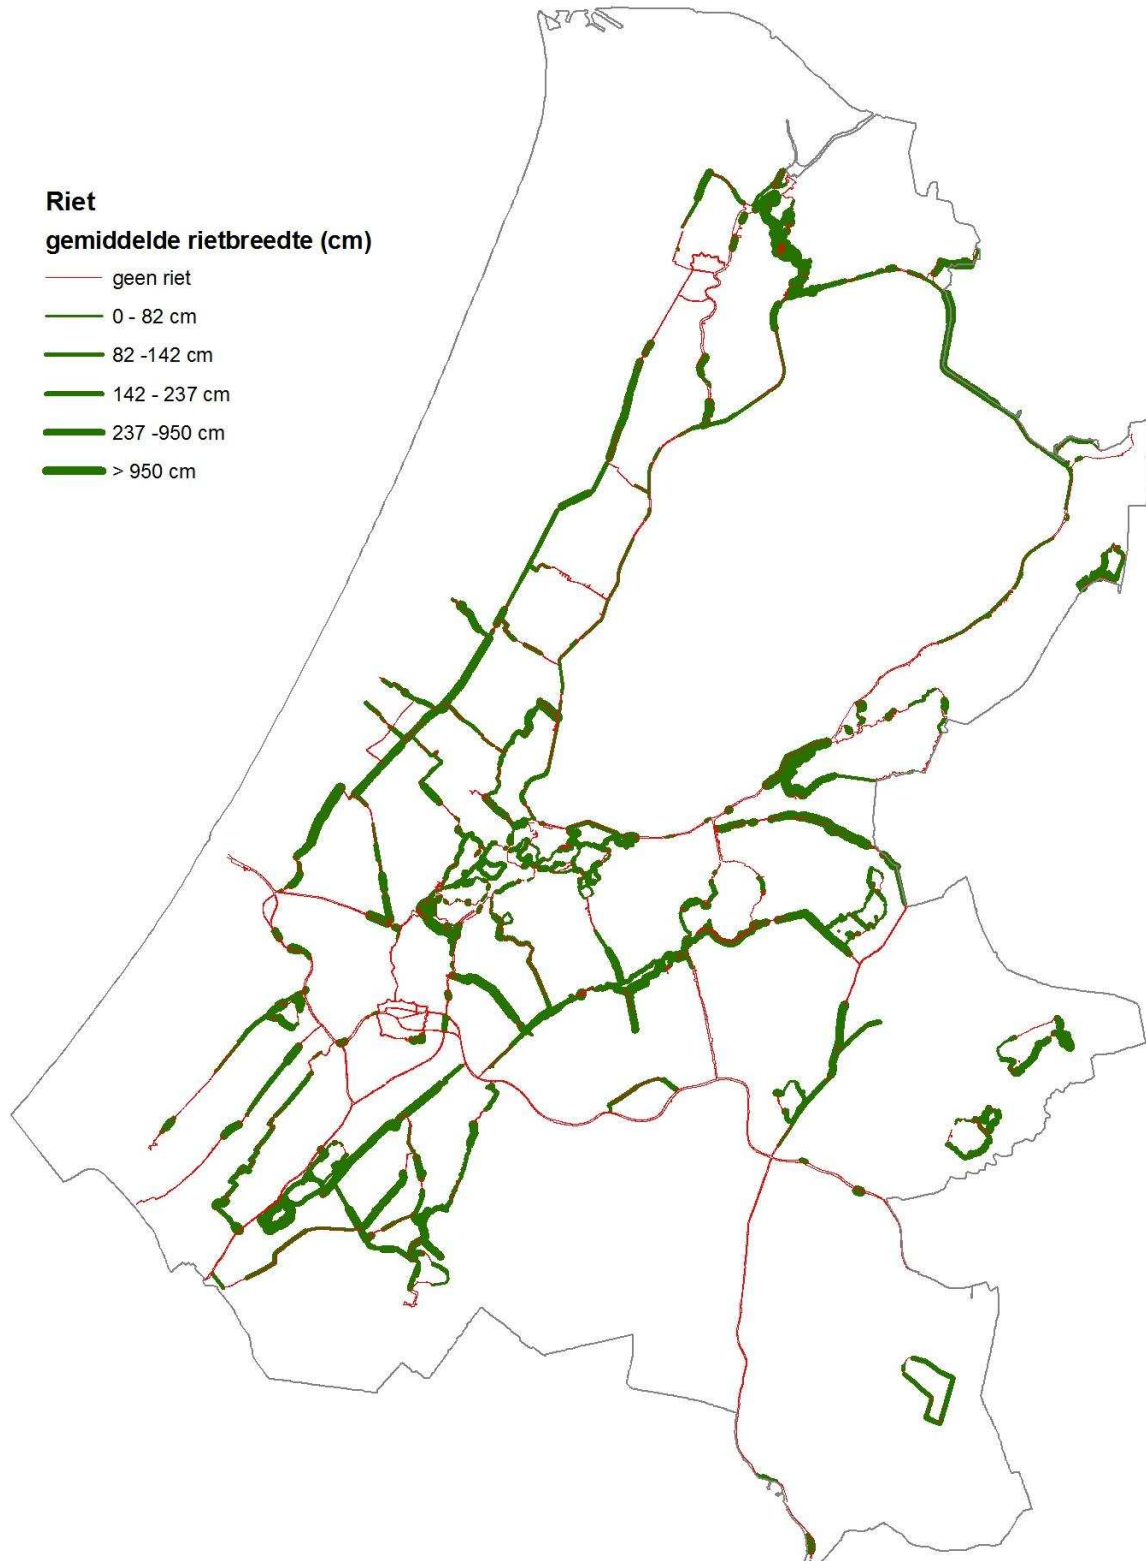 Riet
gemiddelde rietbreedte (cm)
geen riet
0 - 82 cm
82 -142 cm
142 - 237 cm
237 -950 cm
> 950 cm